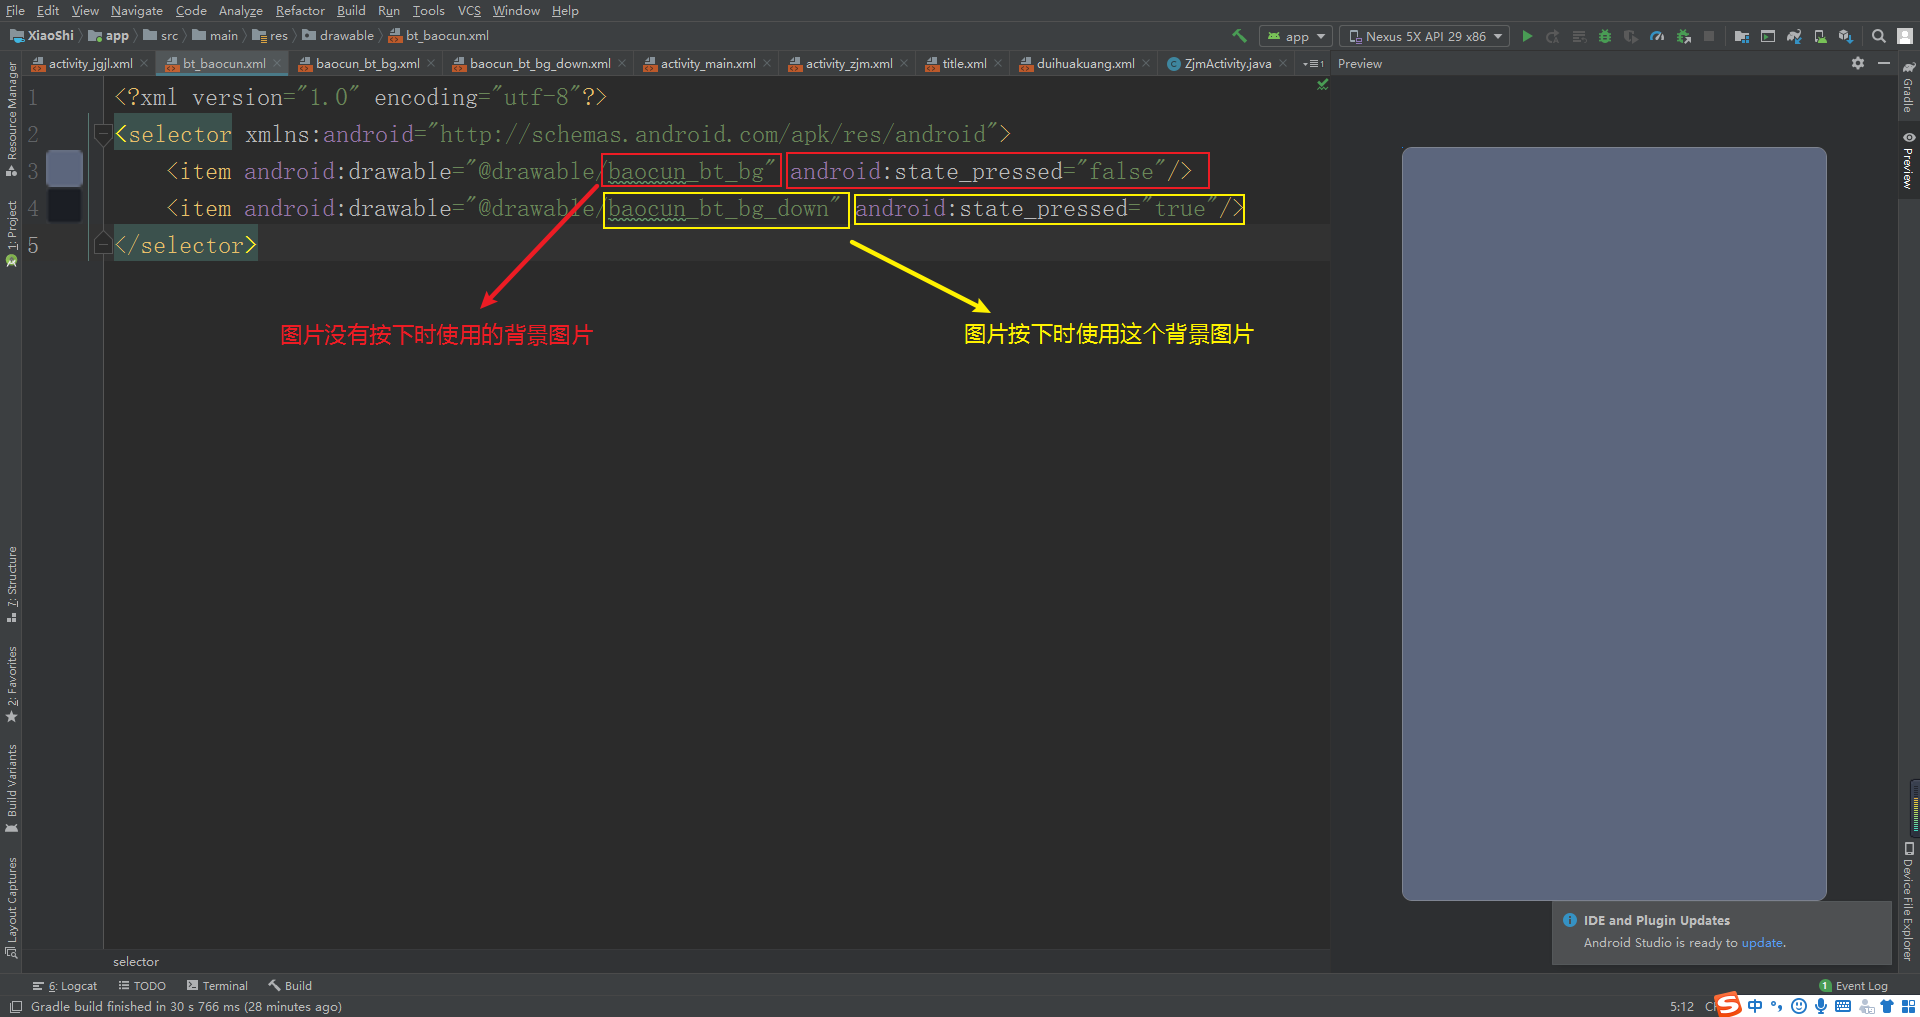 File Edit View Navigate Code Analyze Refactor Build Run Tools VCS Window Help
XiaoShi app src main res drawable bt_baocun.xml
app Nexus 5X API 29 x86
activity_jgjl.xml bt_baocun.xml baocun_bt_bg.xml baocun_bt_bg_down.xml activity_main.xml activity_zjm.xml title.xml duihuakuang.xml ZjmActivity.java
Preview
1 <?xml version="1.0" encoding="utf-8"?>
2 <selector xmlns:android="http://schemas.android.com/apk/res/android">
3 <item android:drawable="@drawable/baocun_bt_bg" android:state_pressed="false"/>
4 <item android:drawable="@drawable/baocun_bt_bg_down" android:state_pressed="true"/>
5 </selector>
图片没有按下时使用的背景图片
图片按下时使用这个背景图片
Resource Manager
1: Project
7: Structure
2: Favorites
Build Variants
Layout Captures
Gradle
Preview
Device File Explorer
IDE and Plugin Updates
Android Studio is ready to update.
selector
6: Logcat TODO Terminal Build
1 Event Log
Gradle build finished in 30 s 766 ms (28 minutes ago)
5:12
S 中